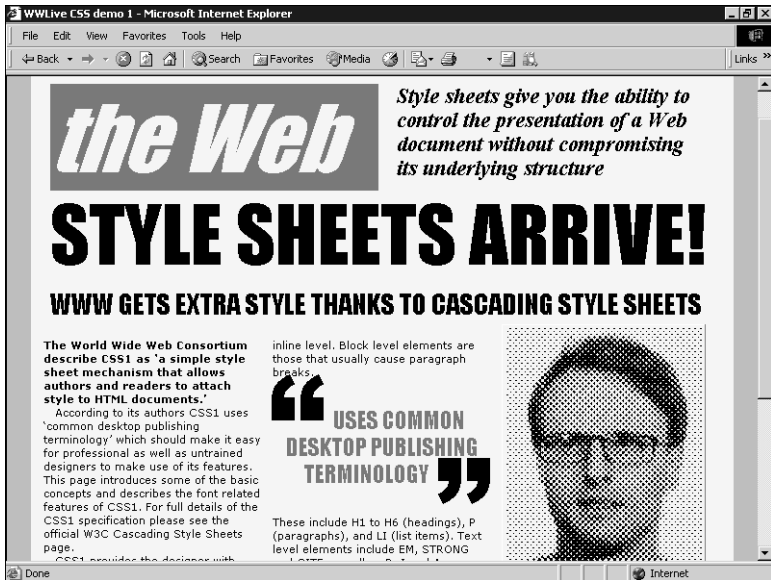 WWLive CSS demo 1 - Microsoft Internet Explorer
File Edit View Favorites Tools Help
Back Search Favorites Media Links »
the Web
Style sheets give you the ability to
control the presentation of a Web
document without compromising
its underlying structure
STYLE SHEETS ARRIVE!
WWW GETS EXTRA STYLE THANKS TO CASCADING STYLE SHEETS
The World Wide Web Consortium
describe CSS1 as 'a simple style
sheet mechanism that allows
authors and readers to attach
style to HTML documents.'
According to its authors CSS1 uses
'common desktop publishing
terminology' which should make it easy
for professional as well as untrained
designers to make use of its features.
This page introduces some of the basic
concepts and describes the font related
features of CSS1. For full details of the
CSS1 specification please see the
official W3C Cascading Style Sheets
page.
CSS1 provides the designer with
inline level. Block level elements are
those that usually cause paragraph
breaks.
“ USES COMMON
DESKTOP PUBLISHING
TERMINOLOGY ”
These include H1 to H6 (headings), P
(paragraphs), and LI (list items). Text
level elements include EM, STRONG
Done Internet